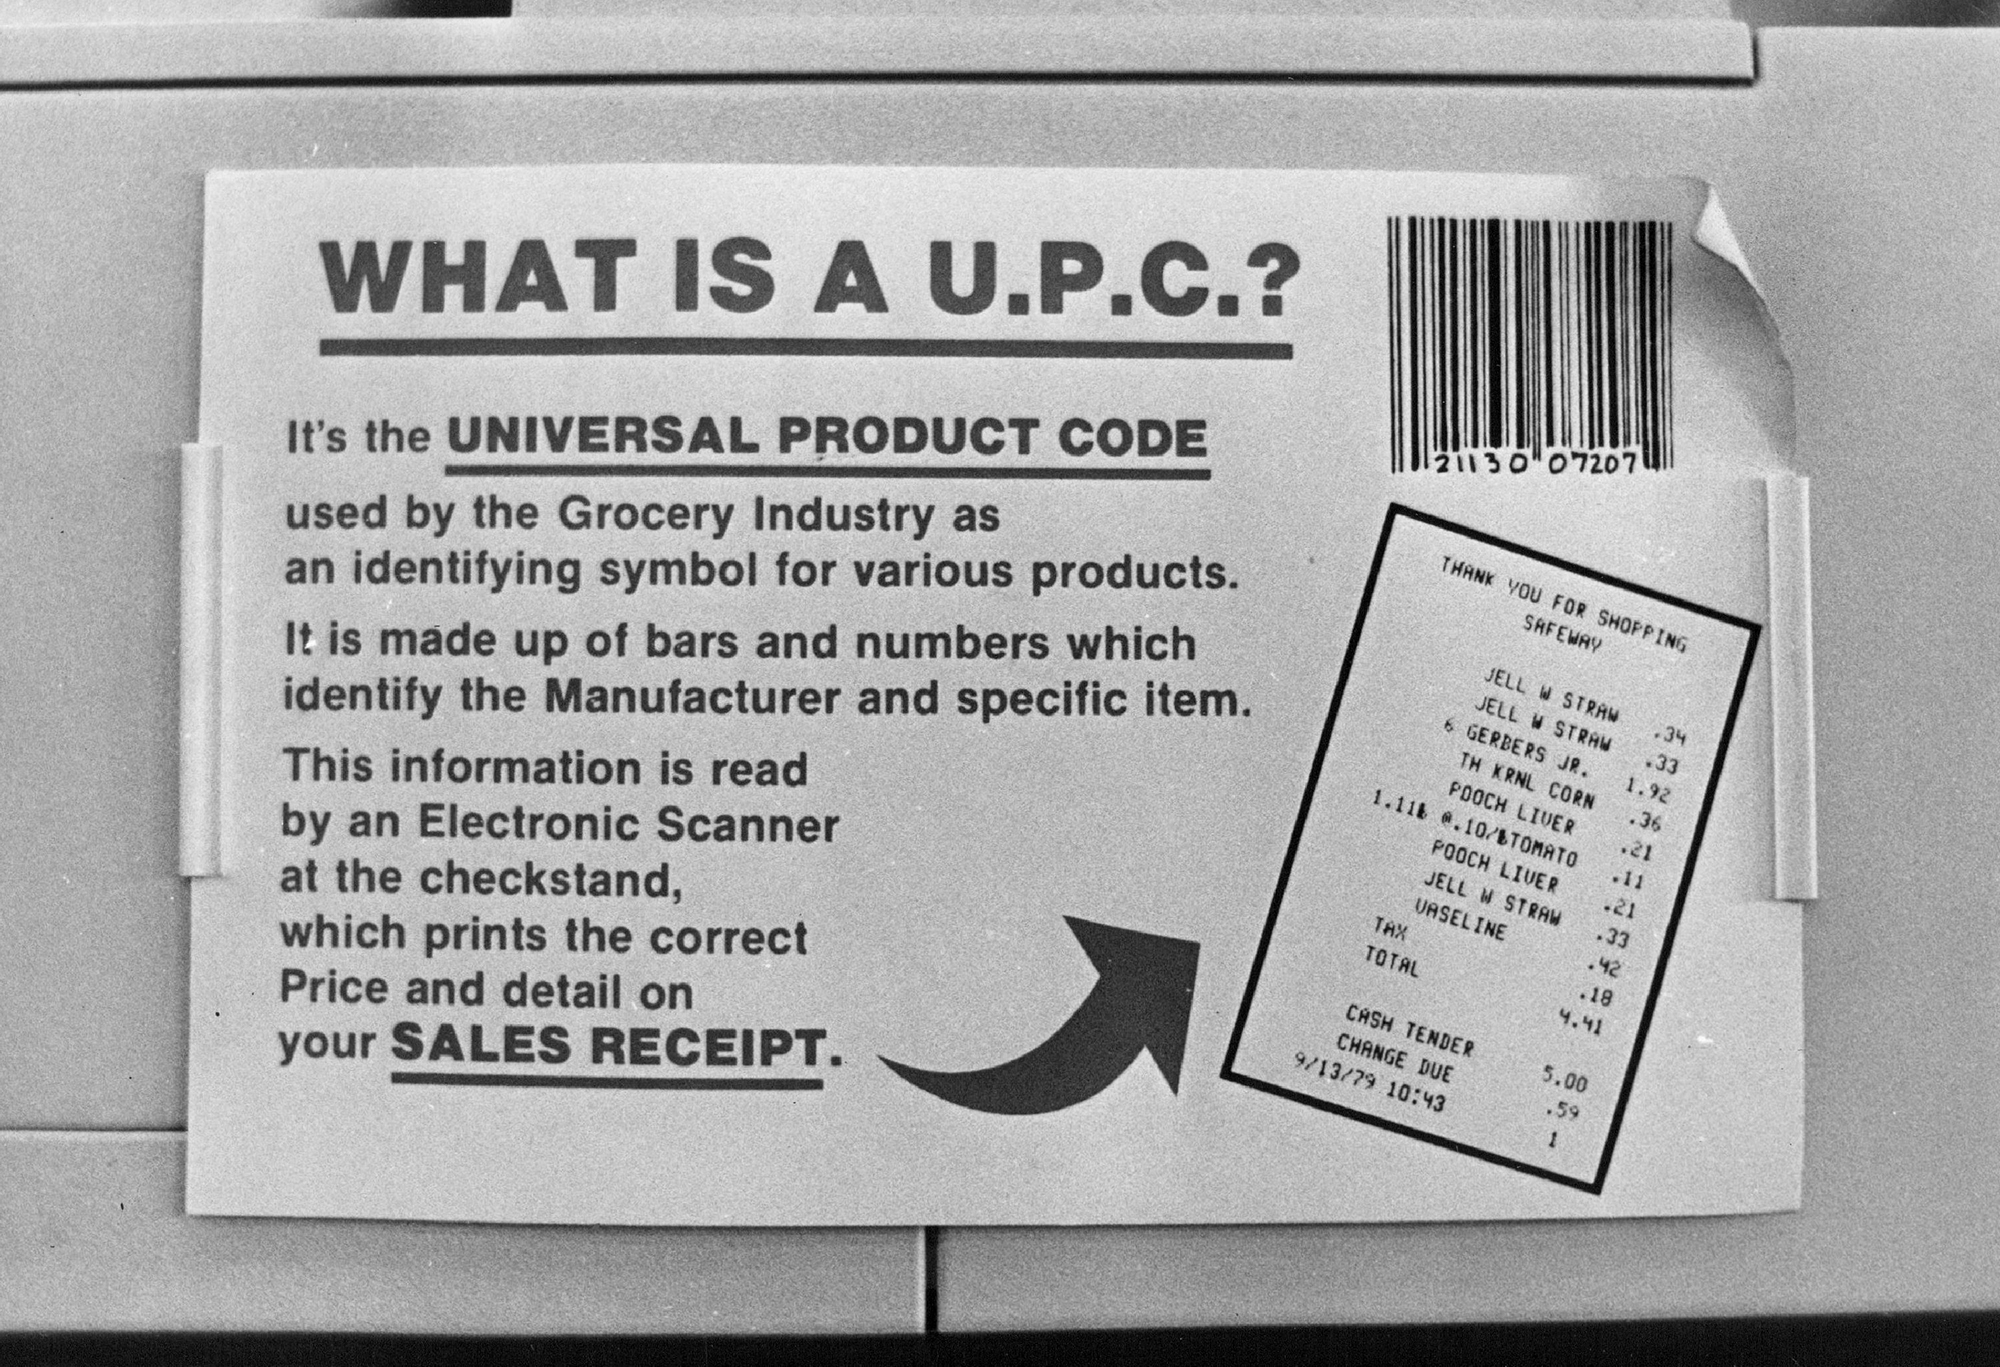 WHAT IS A U.P.C.?
It's the UNIVERSAL PRODUCT CODE
used by the Grocery Industry as
an identifying symbol for various products.
It is made up of bars and numbers which
identify the Manufacturer and specific item.
This information is read
by an Electronic Scanner
at the checkstand,
which prints the correct
Price and detail on
your SALES RECEIPT.
21130 07207
THANK YOU FOR SHOPPING
SAFEWAY
JELL W STRAW .34
JELL W STRAW .33
6 GERBERS JR. 1.92
TH KRNL CORN .36
POOCH LIVER .21
1.11℔ @.10/℔TOMATO .11
POOCH LIVER .21
JELL W STRAW .33
VASELINE .42
TAX .18
TOTAL 4.41
CASH TENDER 5.00
CHANGE DUE .59
9/13/79 10:43 1